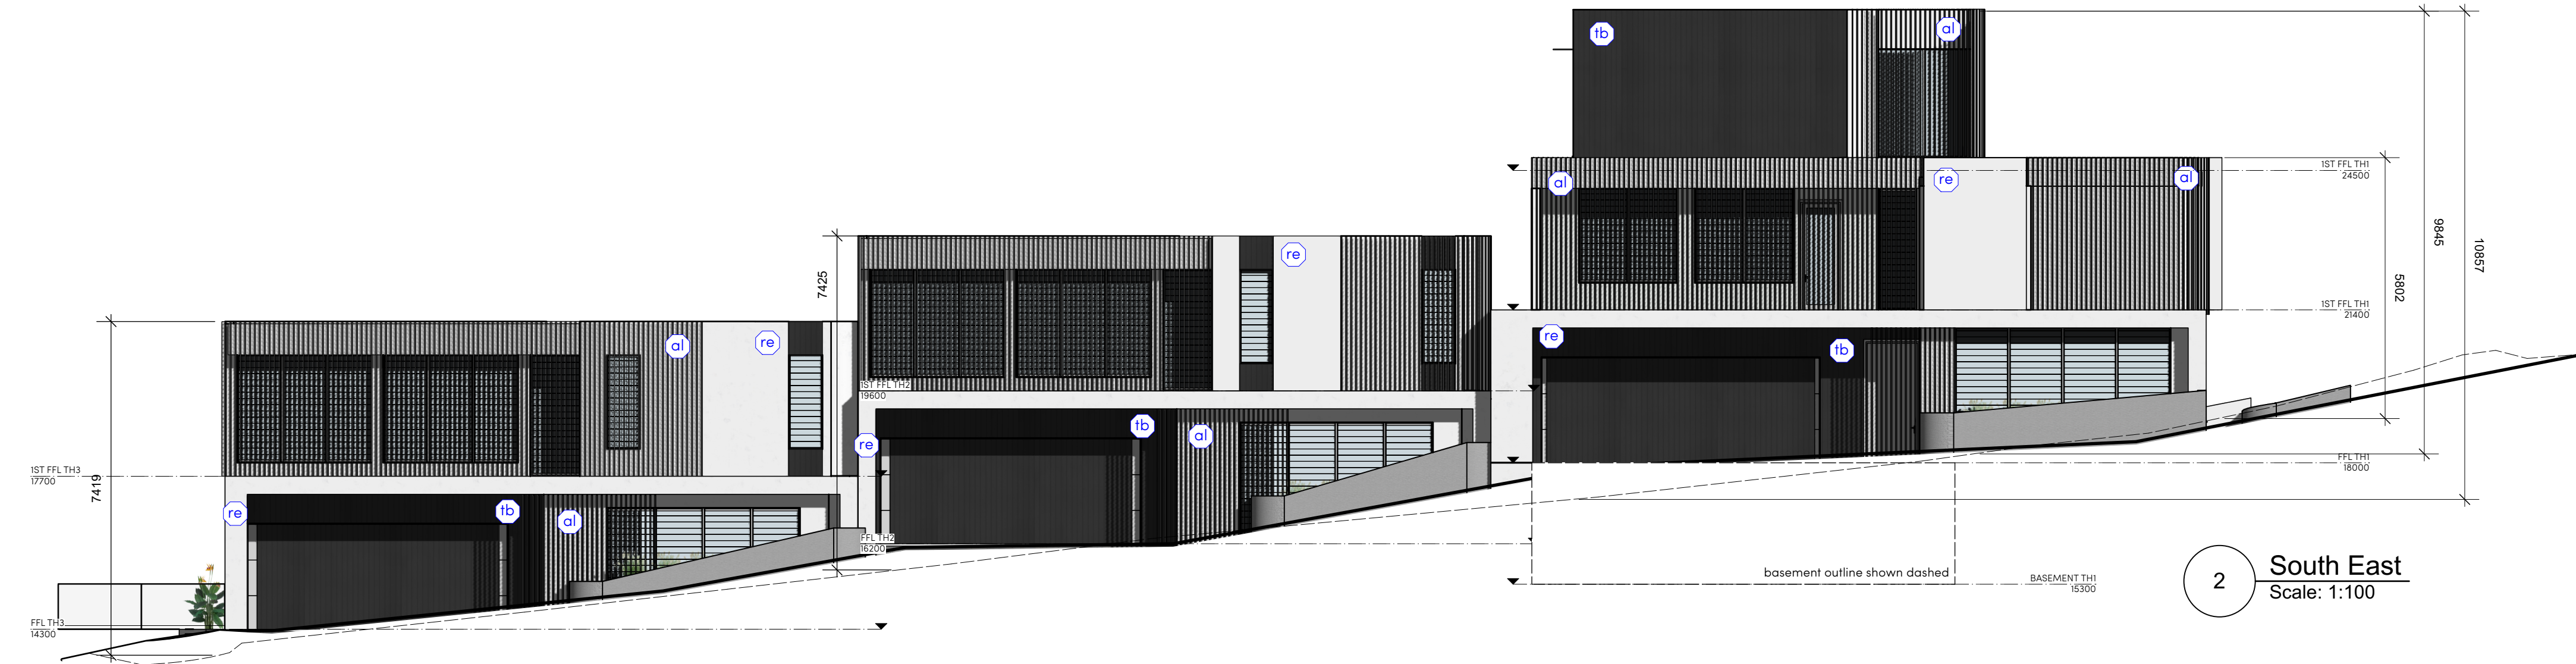 tb
al
1ST FFL TH1
24500
al
re
al
9845
10857
5802
re
7425
1ST FFL TH1
21400
re
tb
al
re
1ST FFL TH2
19600
tb
al
re
1ST FFL TH3
17700
7419
FFL TH1
18000
re
tb
al
FFL TH2
16200
basement outline shown dashed
BASEMENT TH1
15300
FFL TH3
14300
2
South East
Scale: 1:100